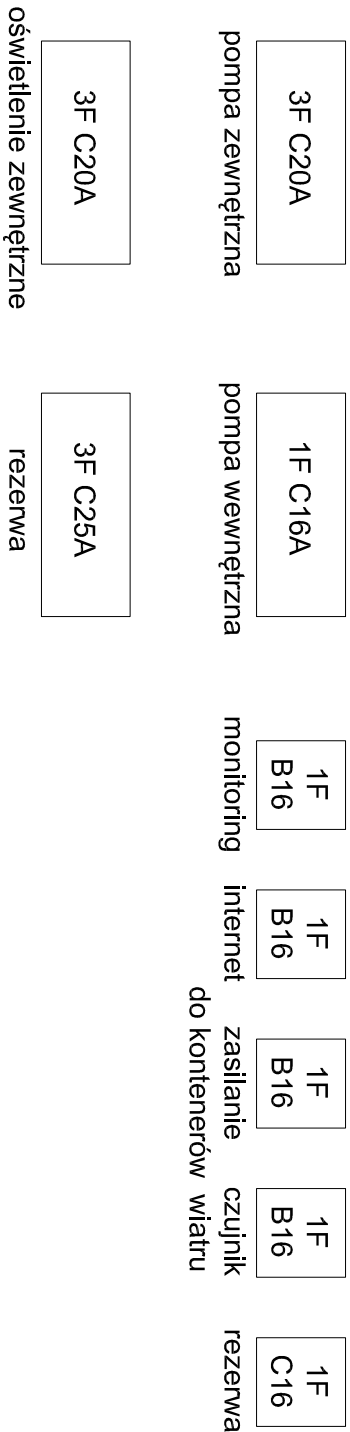 3F C20A
pompa zewnętrzna
1F C16A
pompa wewnętrzna
1F
B16
monitoring
1F
B16
internet
1F
B16
zasilanie
do kontenerów
1F
B16
czujnik
wiatru
1F
C16
rezerwa
3F C20A
oświetlenie zewnętrzne
3F C25A
rezerwa